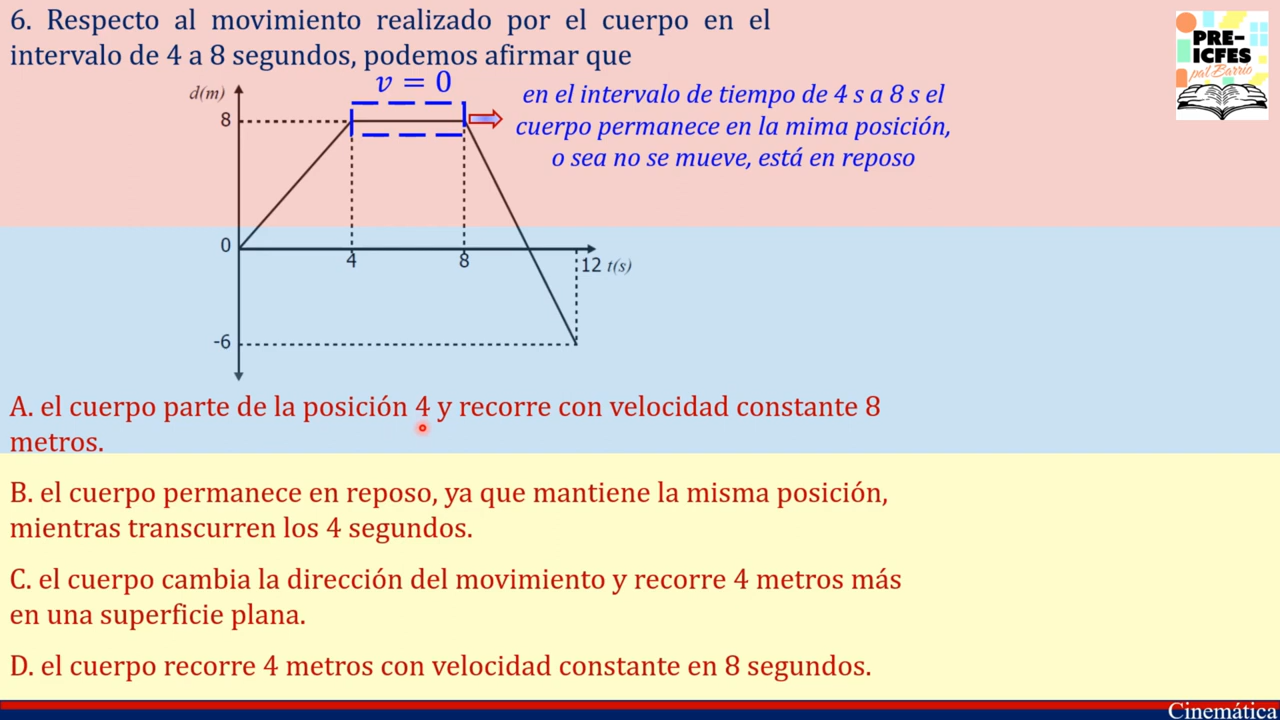 6. Respecto al movimiento realizado por el cuerpo en el
intervalo de 4 a 8 segundos, podemos afirmar que
PRE-
ICFES
pal' Barrio
v = 0
d(m)
8
en el intervalo de tiempo de 4 s a 8 s el
cuerpo permanece en la mima posición,
o sea no se mueve, está en reposo
0
4
8
12 t(s)
-6
A. el cuerpo parte de la posición 4 y recorre con velocidad constante 8
metros.
B. el cuerpo permanece en reposo, ya que mantiene la misma posición,
mientras transcurren los 4 segundos.
C. el cuerpo cambia la dirección del movimiento y recorre 4 metros más
en una superficie plana.
D. el cuerpo recorre 4 metros con velocidad constante en 8 segundos.
Cinemática